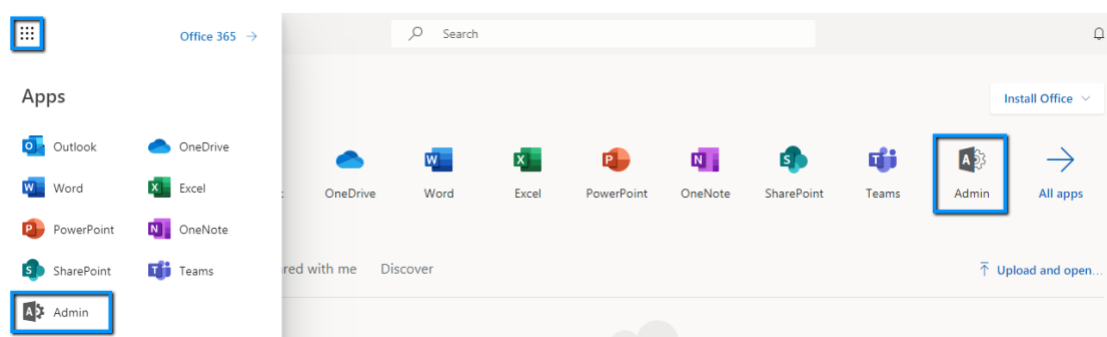 Office 365 →
Search
Apps
Install Office
Outlook
OneDrive
Word
Excel
PowerPoint
OneNote
SharePoint
Teams
Admin
OneDrive
Word
Excel
PowerPoint
OneNote
SharePoint
Teams
Admin
All apps
ared with me
Discover
Upload and open...